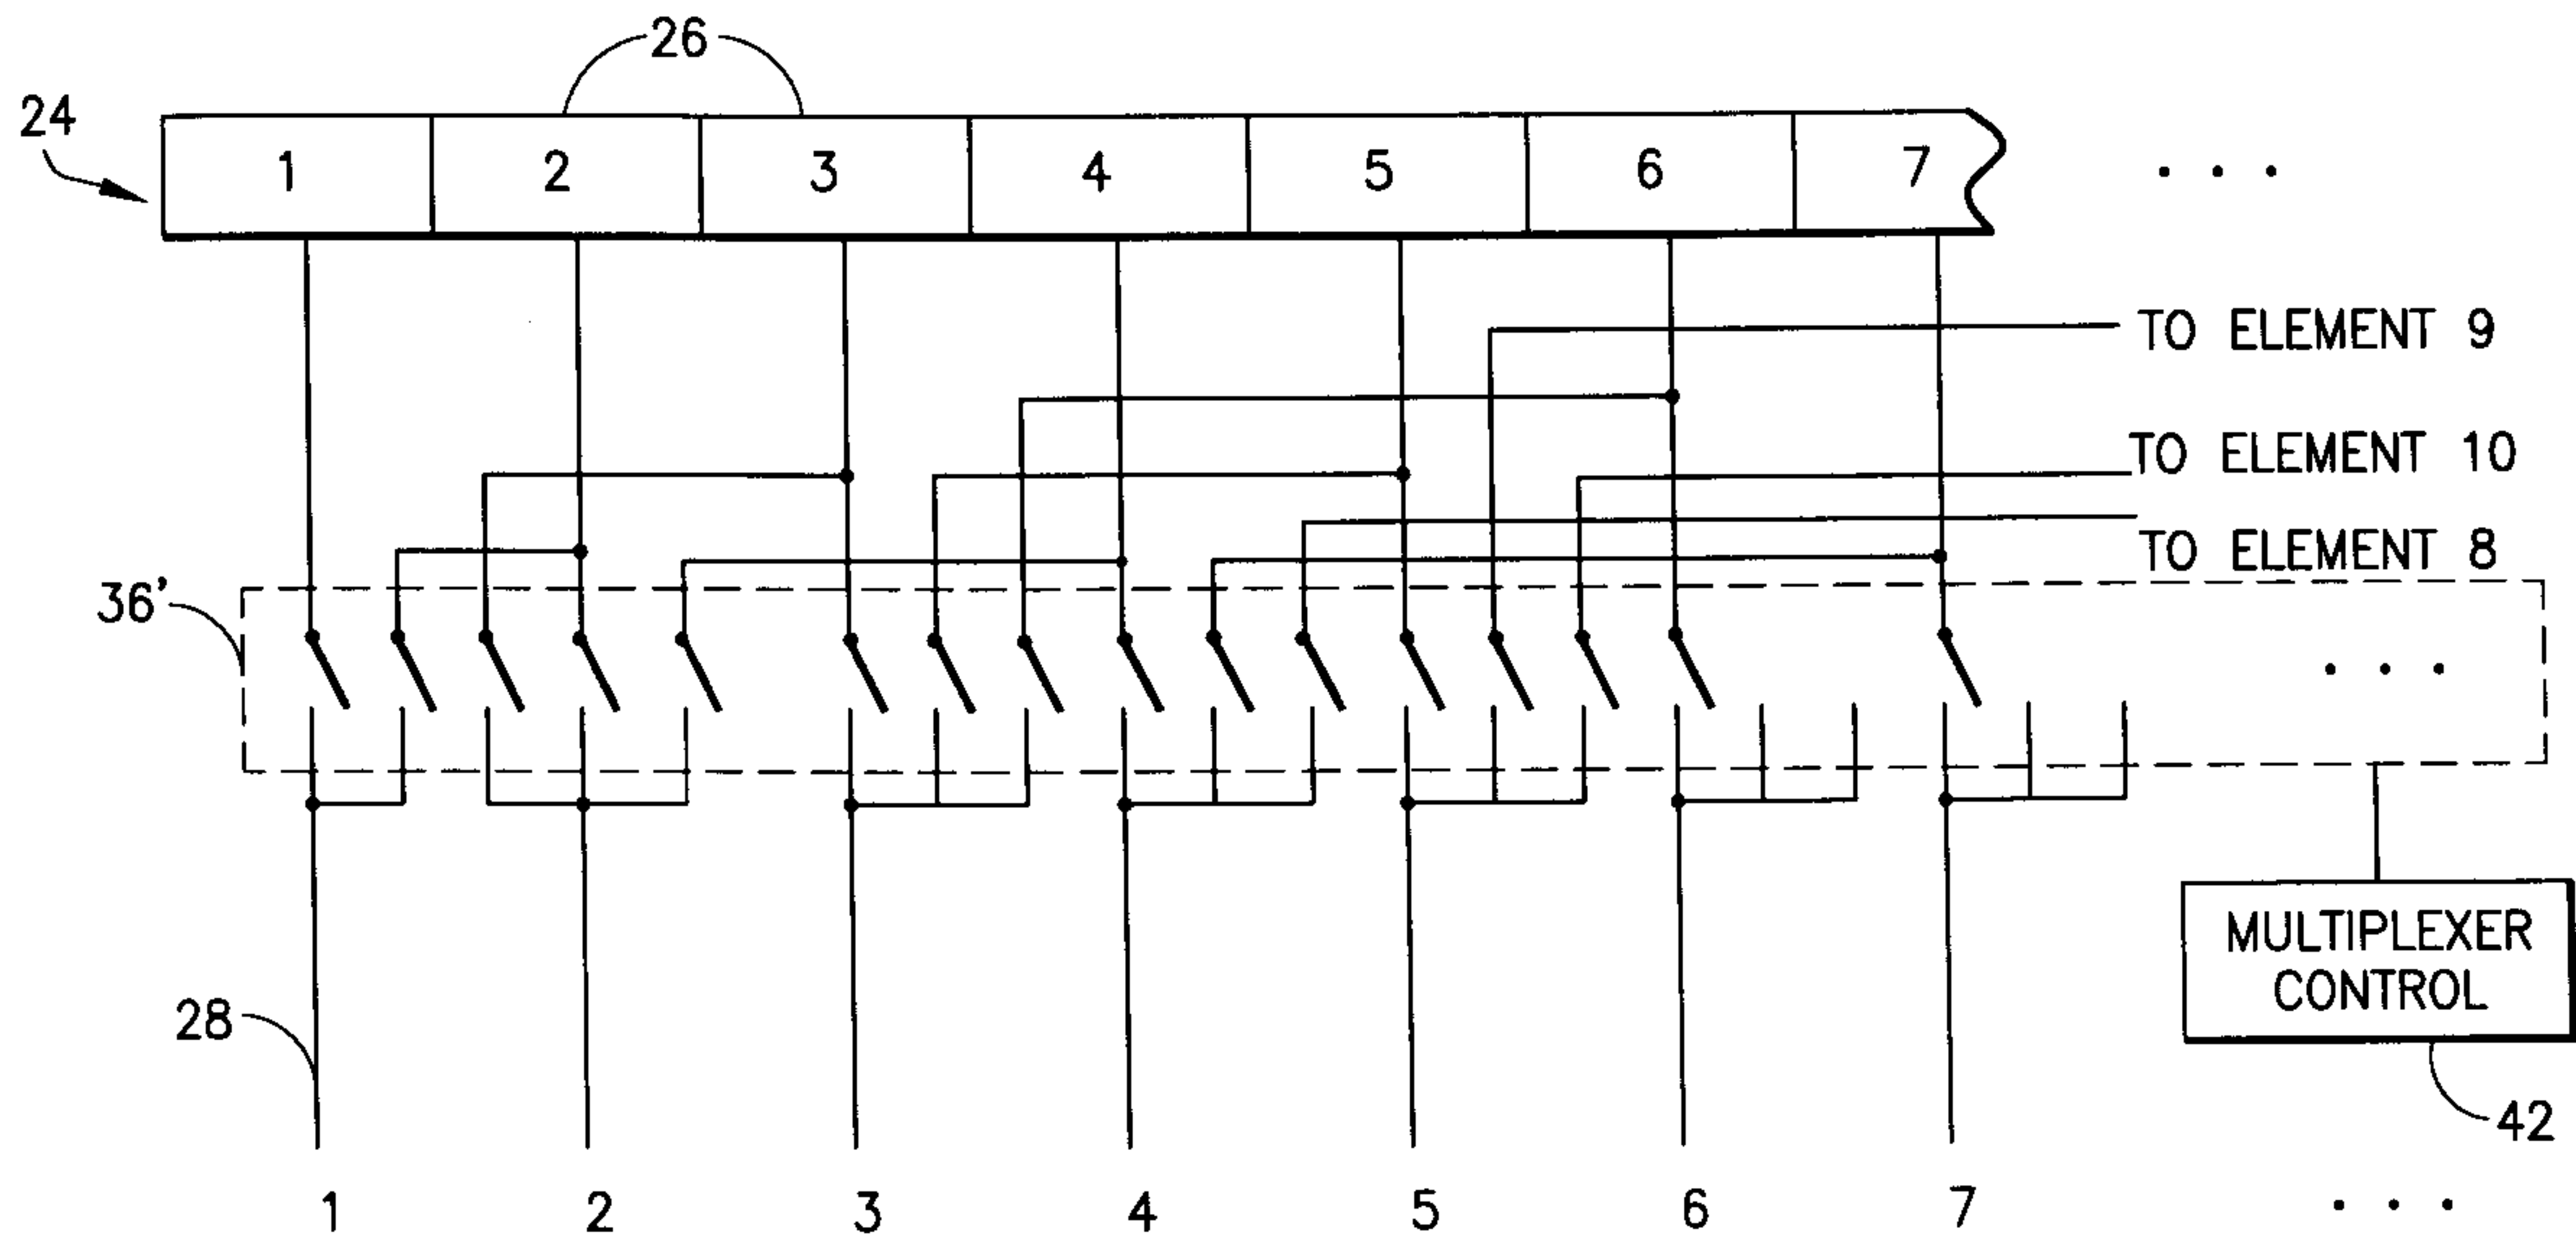 26
24
1 2 3 4 5 6 7 . . .
TO ELEMENT 9
TO ELEMENT 10
TO ELEMENT 8
36'
. . .
MULTIPLEXER
CONTROL
28
42
1 2 3 4 5 6 7 . . .